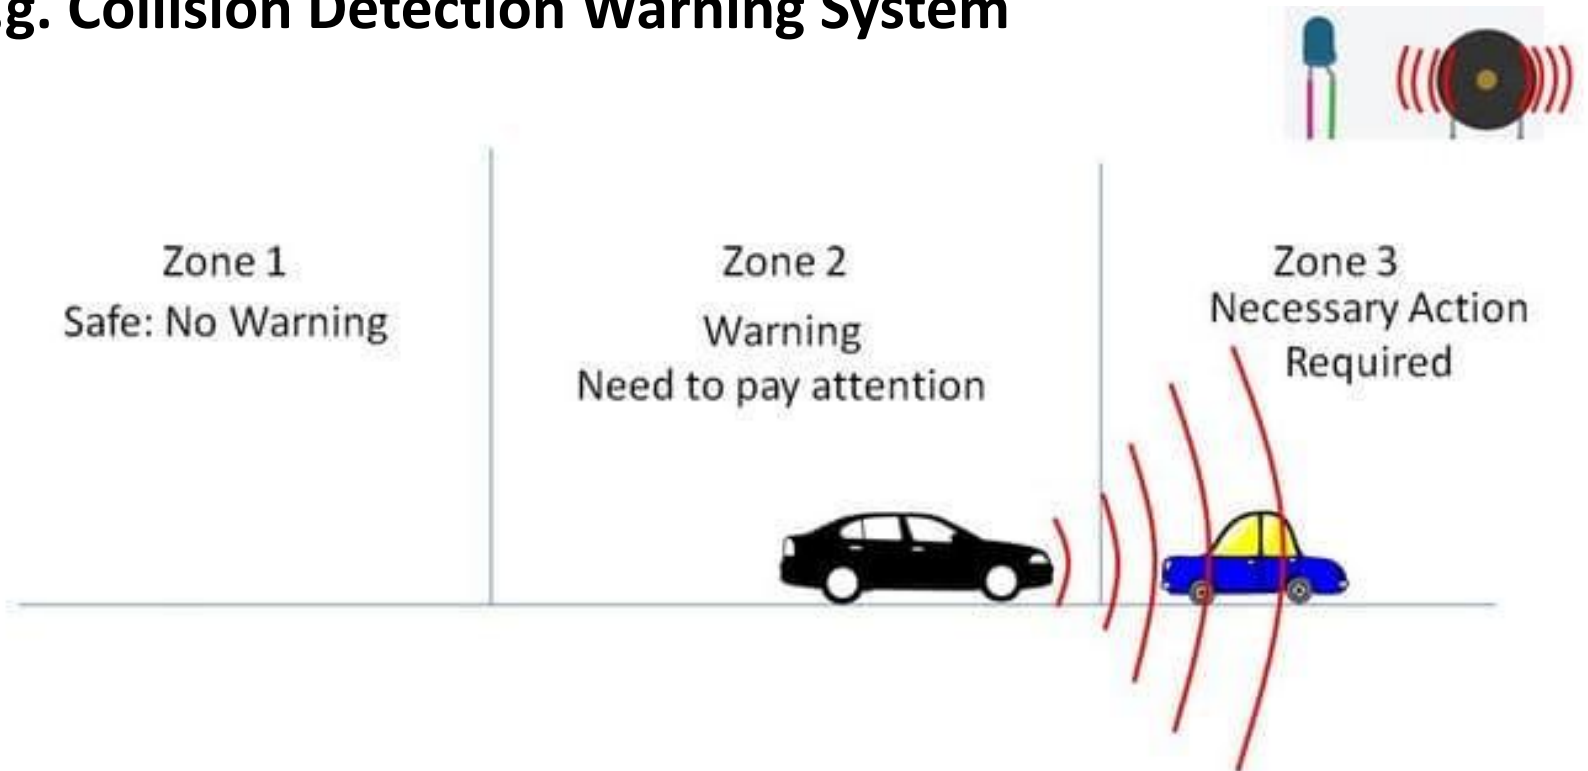 .g. Collision Detection Warning System
Zone 1
Safe: No Warning
Zone 2
Warning
Need to pay attention
Zone 3
Necessary Action
Required